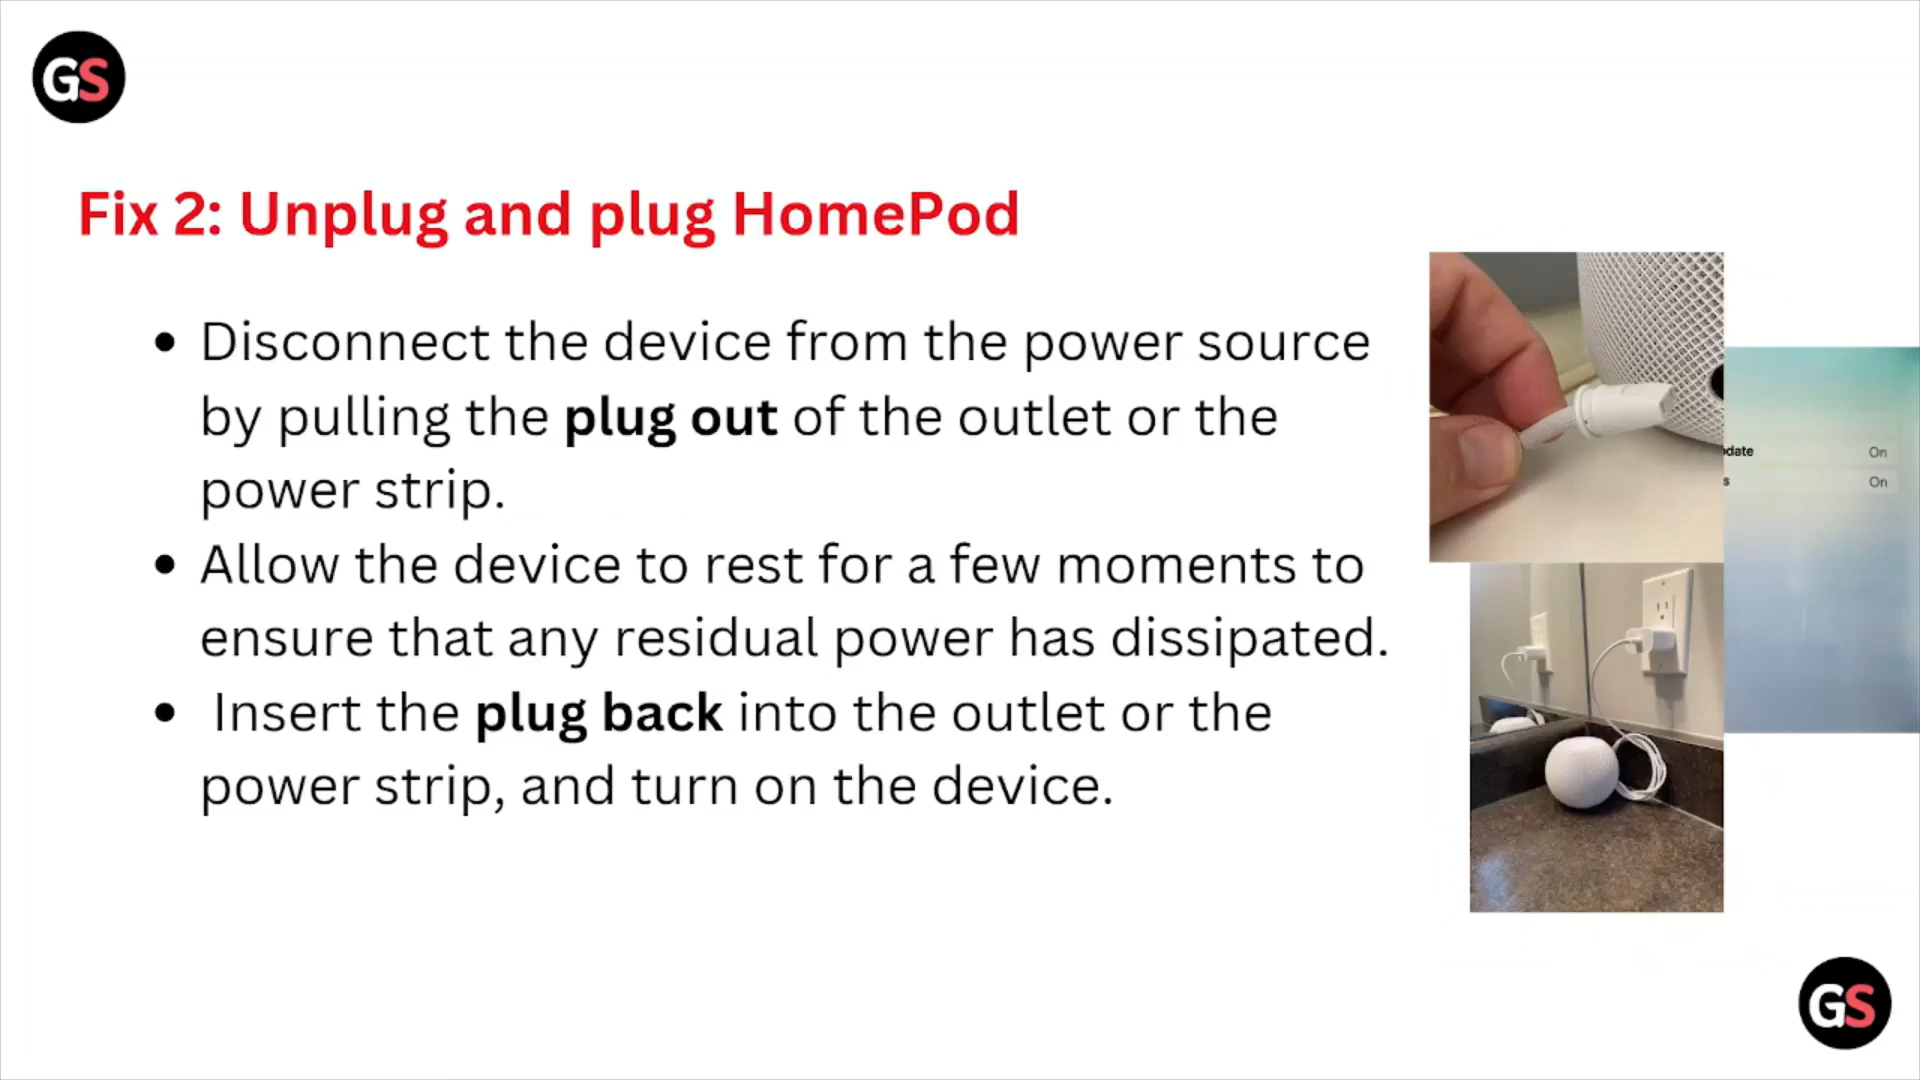 GS
Fix 2: Unplug and plug HomePod
• Disconnect the device from the power source
by pulling the plug out of the outlet or the
power strip.
• Allow the device to rest for a few moments to
ensure that any residual power has dissipated.
• Insert the plug back into the outlet or the
power strip, and turn on the device.
date On
s On
GS